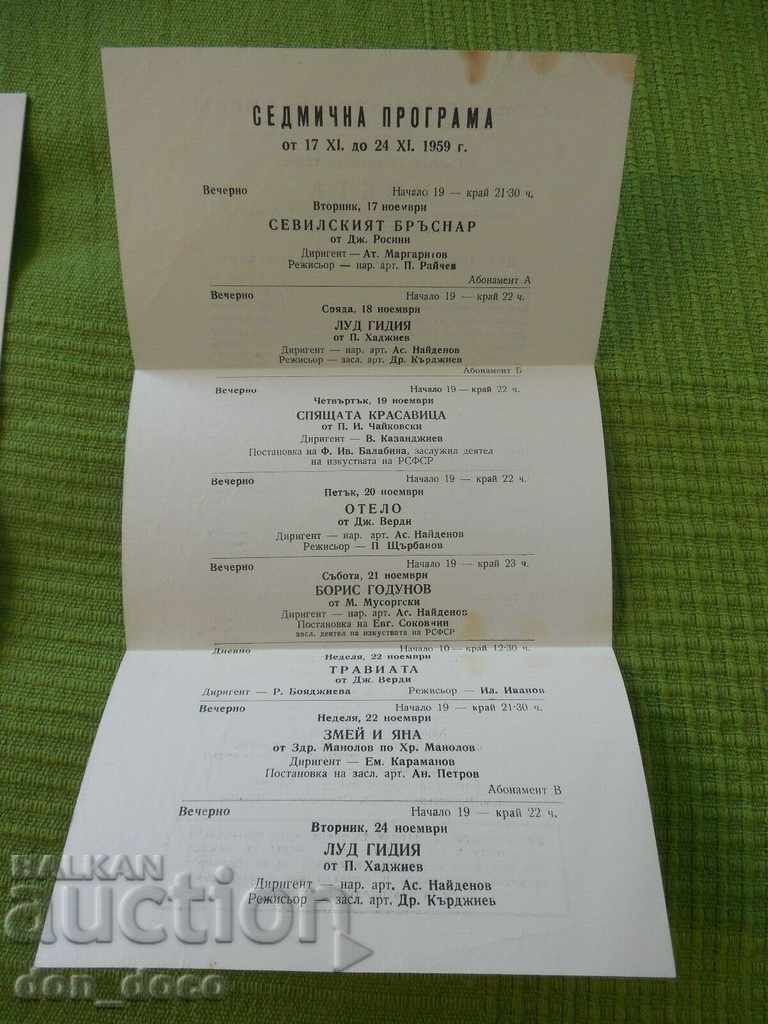 СЕДМИЧНА ПРОГРАМА
от 17 XI. до 24 XI. 1959 г.
Вечерно Начало 19 — край 21·30 ч.
Вторник, 17 ноември
СЕВИЛСКИЯТ БРЪСНАР
от Дж. Росини
Диригент — Ат. Маргаритов
Режисьор — нар. арт. П. Райчев
Абонамент А
Вечерно Начало 19 — край 22 ч.
Сряда, 18 ноември
ЛУД ГИДИЯ
от П. Хаджиев
Диригент — нар. арт. Ас. Найденов
Режисьор — засл. арт. Др. Кърджиев
Абонамент Б
Вечерно Начало 19 — край 22 ч.
Четвъртък, 19 ноември
СПЯЩАТА КРАСАВИЦА
от П. И. Чайковски
Диригент — В. Казанджиев
Постановка на Ф. Ив. Балабина, заслужил деятел
на изкуствата на РСФСР
Вечерно Начало 19 — край 22 ч.
Петък, 20 ноември
ОТЕЛО
от Дж. Верди
Диригент — нар. арт. Ас. Найденов
Режисьор — П Щърбанов
Вечерно Начало 19 — край 23 ч.
Събота, 21 ноември
БОРИС ГОДУНОВ
от М. Мусоргски
Диригент — нар. арт. Ас. Найденов
Постановка на Евг. Соковнин
засл. деятел на изкуствата на РСФСР
Дневно Начало 10 — край 12·30 ч.
Неделя, 22 ноември
ТРАВИАТА
от Дж. Верди
Диригент — Р. Бояджиева Режисьор — Ил. Иванов
Вечерно Начало 19 — край 21·30 ч.
Неделя, 22 ноември
ЗМЕЙ И ЯНА
от Здр. Манолов по Хр. Манолов
Диригент — Ем. Караманов
Постановка на засл. арт. Ан. Петров
Абонамент В
Вечерно Начало 19 — край 22 ч.
Вторник, 24 ноември
ЛУД ГИДИЯ
от П. Хаджиев
Диригент — нар. арт. Ас. Найденов
Режисьор — засл. арт. Др. Кърджиев
BALKAN
auction
don_doco